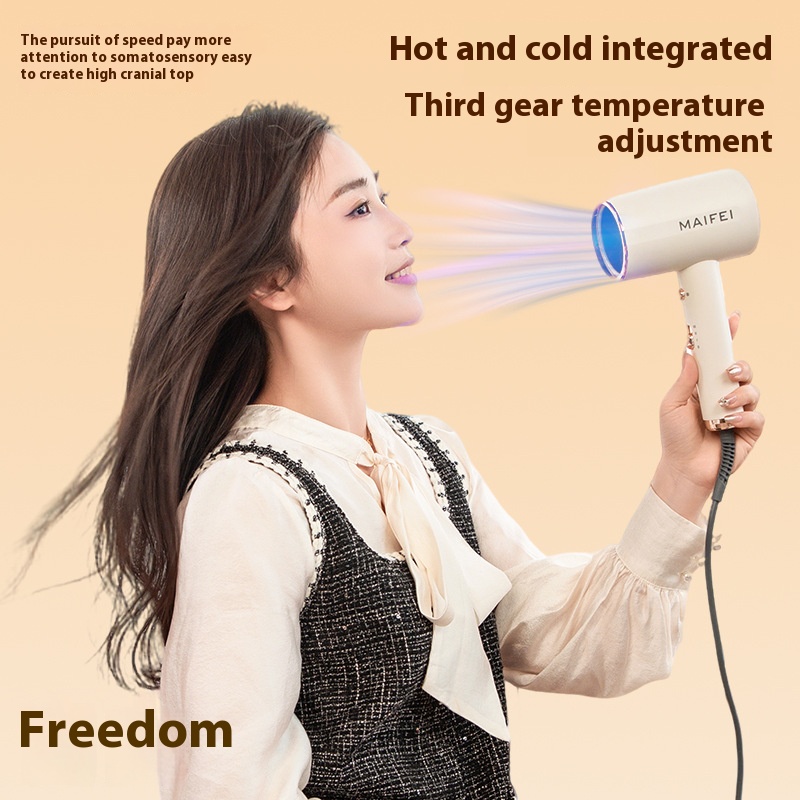 The pursuit of speed pay more
attention to somatosensory easy
to create high cranial top
Hot and cold integrated
Third gear temperature
adjustment
MAIFEI
Freedom